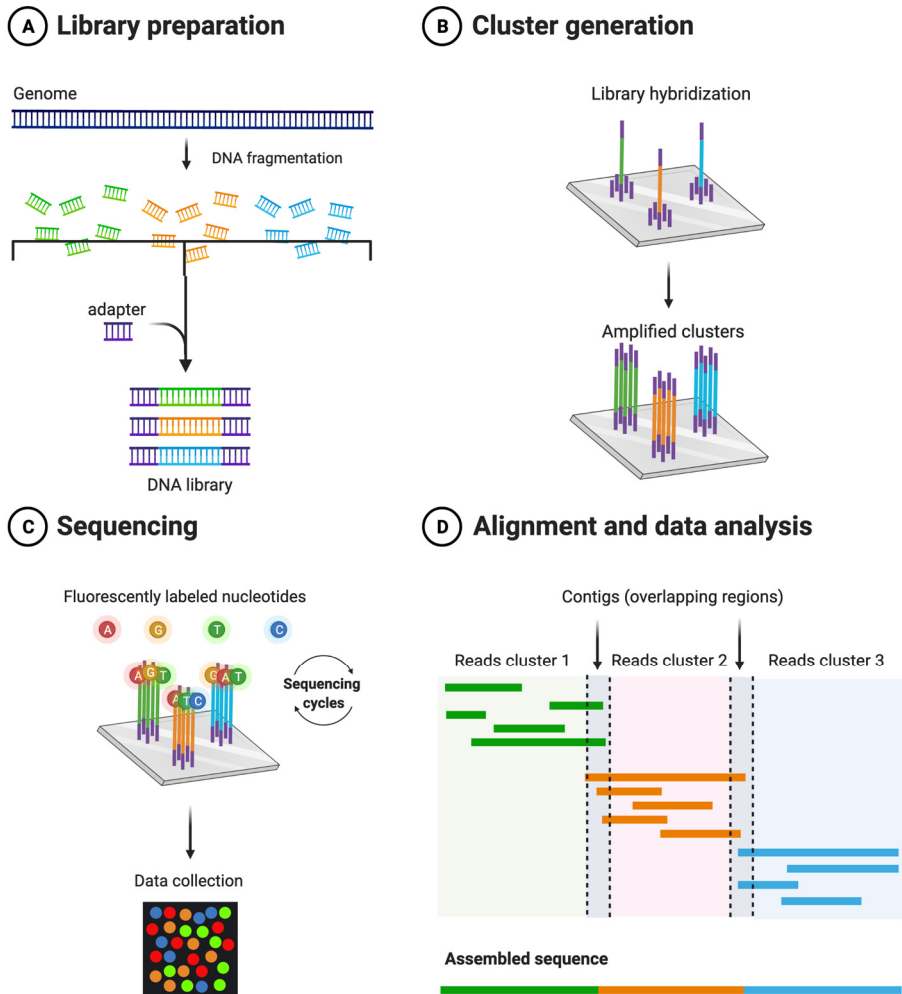 A Library preparation
Genome
DNA fragmentation
adapter
DNA library
B Cluster generation
Library hybridization
Amplified clusters
C Sequencing
Fluorescently labeled nucleotides
A G T C
A G T G A T
A T C
Sequencing
cycles
Data collection
D Alignment and data analysis
Contigs (overlapping regions)
Reads cluster 1 Reads cluster 2 Reads cluster 3
Assembled sequence